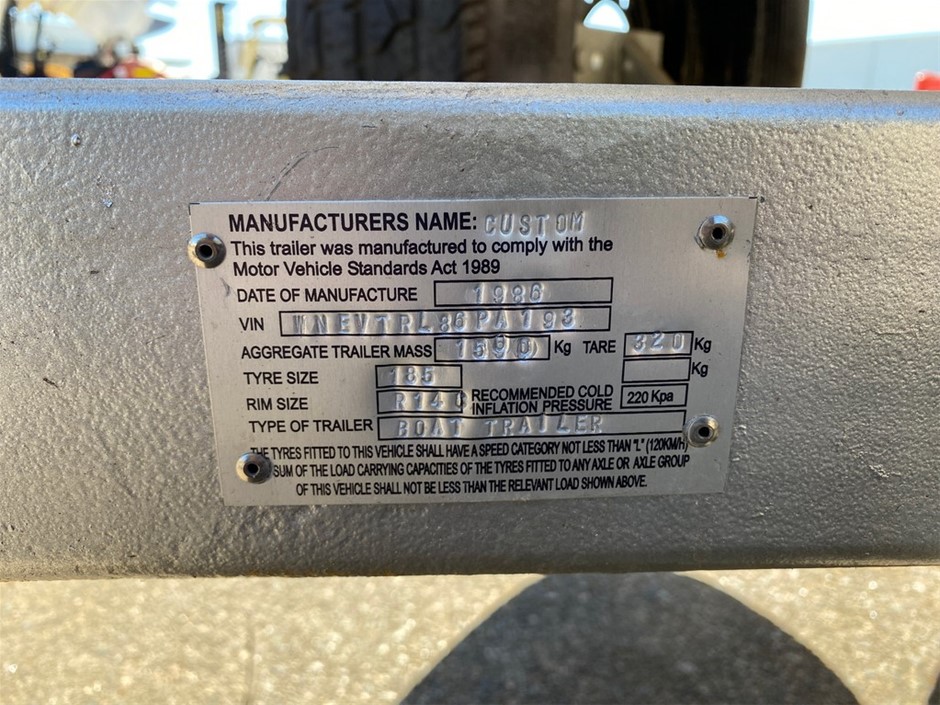 MANUFACTURERS NAME: CUSTOM
This trailer was manufactured to comply with the
Motor Vehicle Standards Act 1989
DATE OF MANUFACTURE 1986
VIN WNEVTRL86PA193
AGGREGATE TRAILER MASS 1590 Kg TARE 320 Kg
TYRE SIZE 185 Kg
RIM SIZE R14C RECOMMENDED COLD INFLATION PRESSURE 220 Kpa
TYPE OF TRAILER BOAT TRAILER
THE TYRES FITTED TO THIS VEHICLE SHALL HAVE A SPEED CATEGORY NOT LESS THAN "L" (120KM/H)
SUM OF THE LOAD CARRYING CAPACITIES OF THE TYRES FITTED TO ANY AXLE OR AXLE GROUP
OF THIS VEHICLE SHALL NOT BE LESS THAN THE RELEVANT LOAD SHOWN ABOVE.